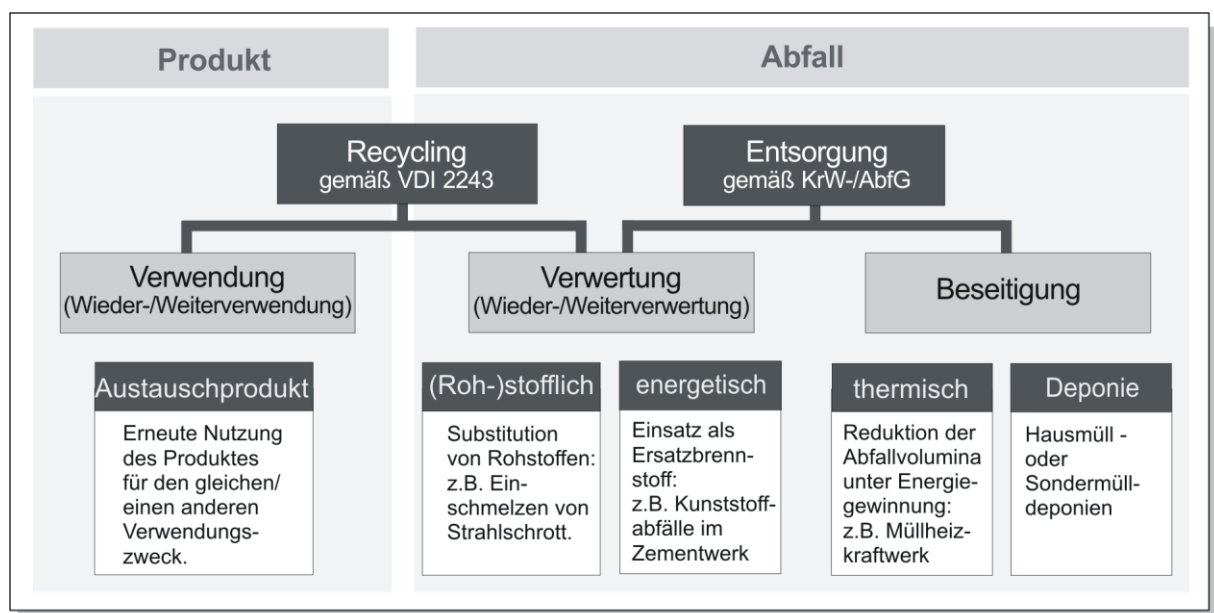 Produkt
Abfall
Recycling
gemäß VDI 2243
Entsorgung
gemäß KrW-/AbfG
Verwendung
(Wieder-/Weiterverwendung)
Verwertung
(Wieder-/Weiterverwertung)
Beseitigung
Austauschprodukt
Erneute Nutzung
des Produktes
für den gleichen/
einen anderen
Verwendungs-
zweck.
(Roh-)stofflich
Substitution
von Rohstoffen:
z.B. Ein-
schmelzen von
Strahlschrott.
energetisch
Einsatz als
Ersatzbrenn-
stoff:
z.B. Kunststoff-
abfälle im
Zementwerk
thermisch
Reduktion der
Abfallvolumina
unter Energie-
gewinnung:
z.B. Müllheiz-
kraftwerk
Deponie
Hausmüll -
oder
Sondermüll-
deponien